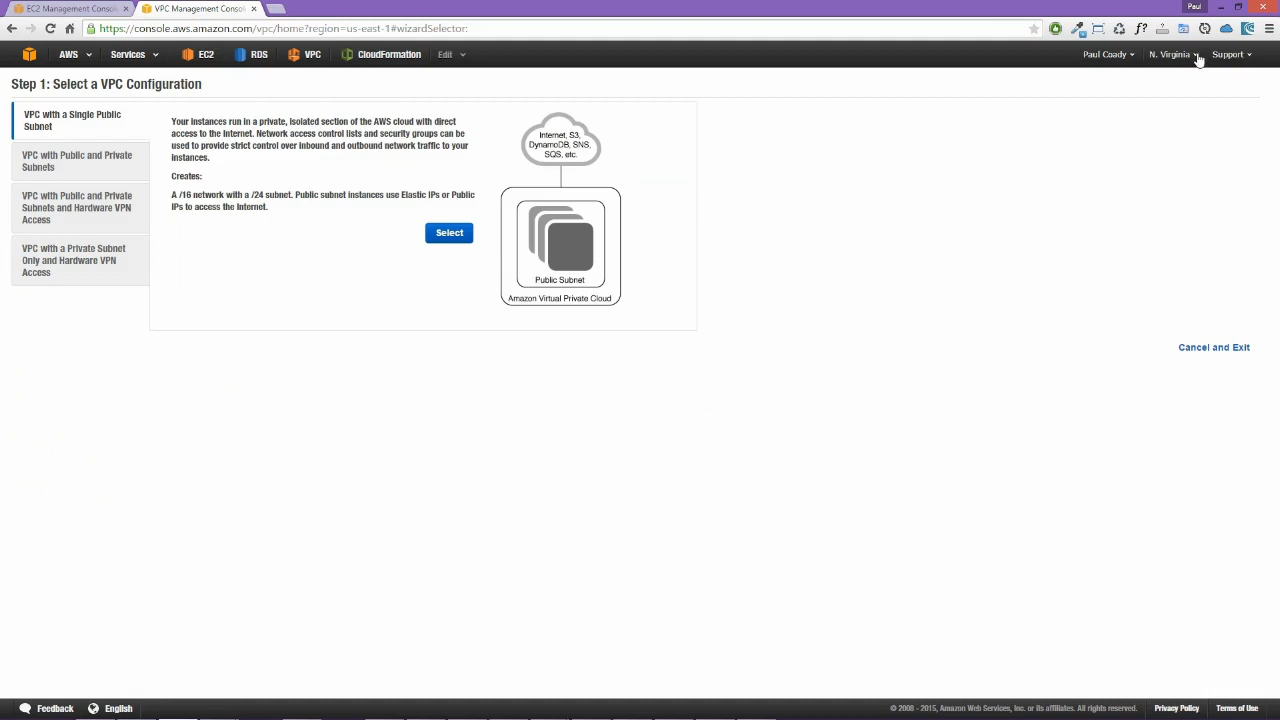 EC2 Management Consol
VPC Management Consol
Paul
https://console.aws.amazon.com/vpc/home?region=us-east-1#wizardSelector:
AWS Services EC2 RDS VPC CloudFormation Edit Paul Coady N. Virginia Support
Step 1: Select a VPC Configuration
VPC with a Single Public
Subnet
VPC with Public and Private
Subnets
VPC with Public and Private
Subnets and Hardware VPN
Access
VPC with a Private Subnet
Only and Hardware VPN
Access
Your instances run in a private, isolated section of the AWS cloud with direct
access to the Internet. Network access control lists and security groups can be
used to provide strict control over inbound and outbound network traffic to your
instances.
Creates:
A /16 network with a /24 subnet. Public subnet instances use Elastic IPs or Public
IPs to access the Internet.
Select
Internet, S3,
DynamoDB, SNS,
SQS, etc.
Public Subnet
Amazon Virtual Private Cloud
Cancel and Exit
Feedback English © 2008 - 2015, Amazon Web Services, Inc. or its affiliates. All rights reserved. Privacy Policy Terms of Use